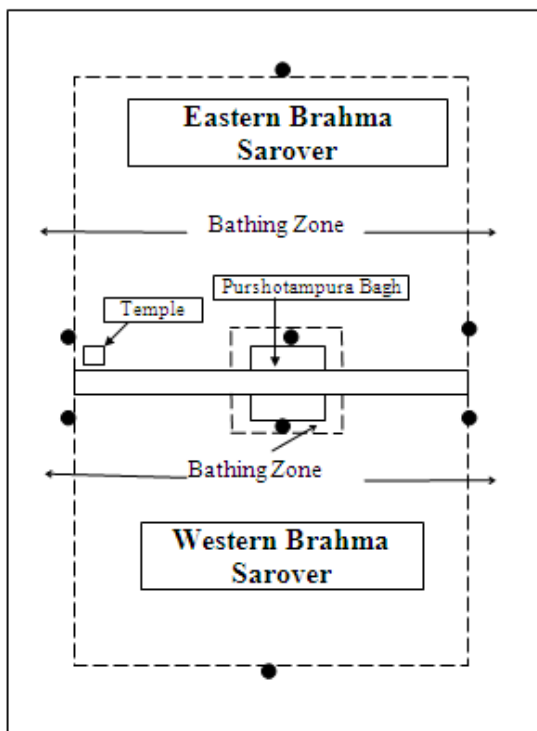 Eastern Brahma
Sarover
Bathing Zone
Purshotampura Bagh
Temple
Bathing Zone
Western Brahma
Sarover